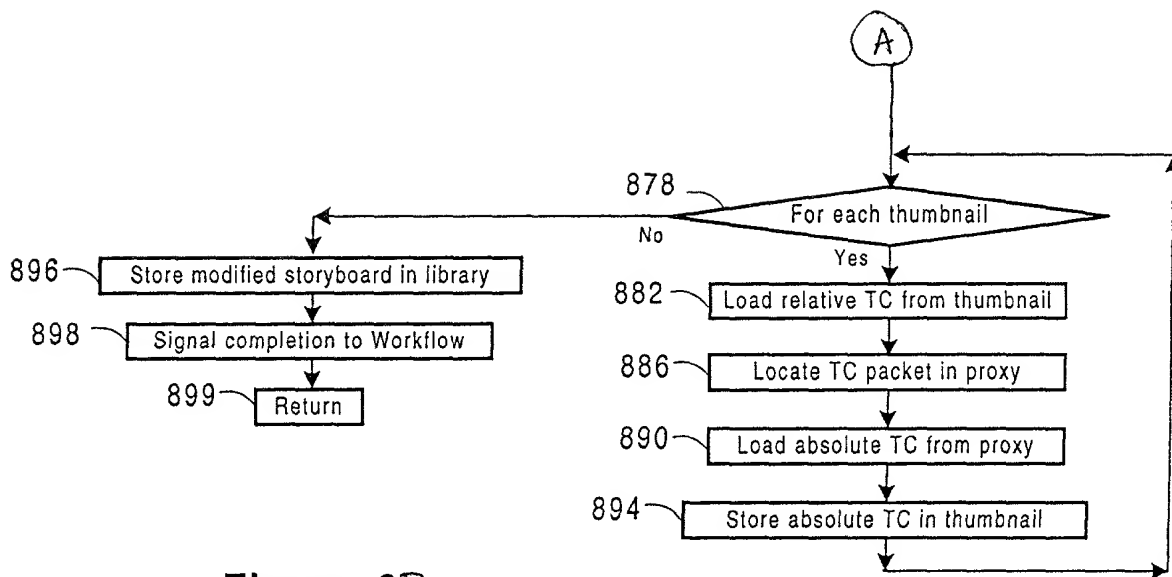 A
878
For each thumbnail
No
Yes
896
Store modified storyboard in library
882
Load relative TC from thumbnail
898
Signal completion to Workflow
886
Locate TC packet in proxy
899
Return
890
Load absolute TC from proxy
894
Store absolute TC in thumbnail